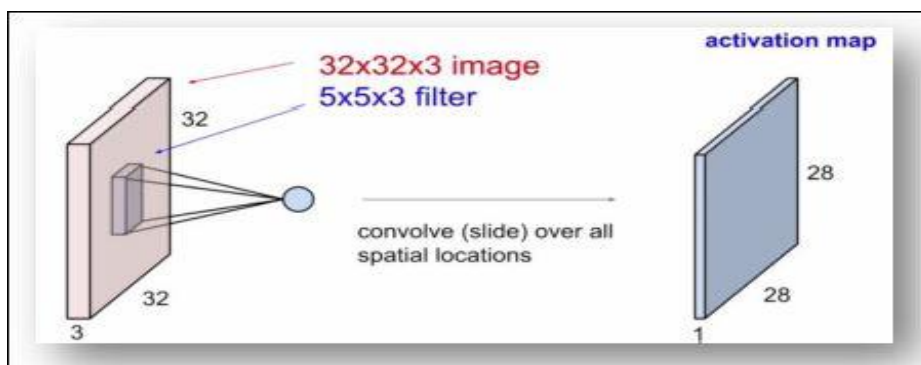 activation map
32x32x3 image
5x5x3 filter
32
28
convolve (slide) over all
spatial locations
32
28
3
1